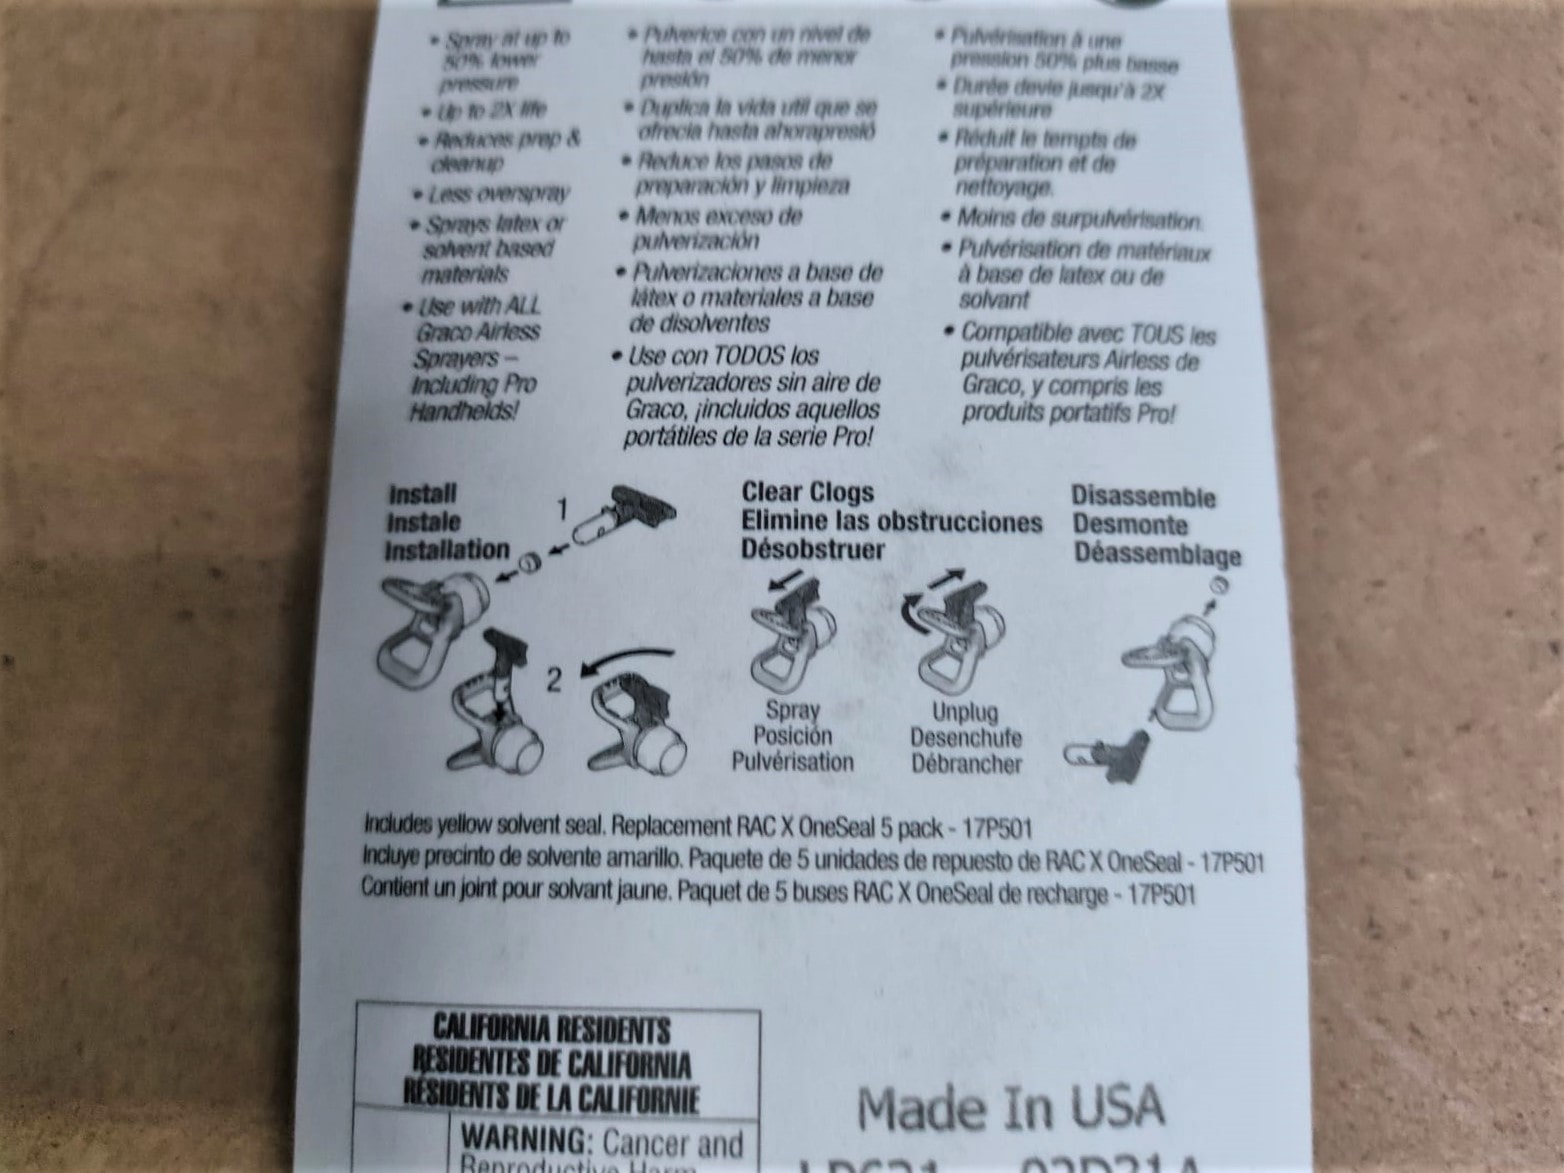 • Spray at up to
50% lower
pressure
• Up to 2X life
• Reduces prep &
cleanup
• Less overspray
• Sprays latex or
solvent based
materials
• Use with ALL
Graco Airless
Sprayers –
Including Pro
Handhelds!
• Pulverice con un nivel de
hasta el 50% de menor
presión
• Duplica la vida util que se
ofrecia hasta ahorapresió
• Reduce los pasos de
preparación y limpieza
• Menos exceso de
pulverización
• Pulverizaciones a base de
látex o materiales a base
de disolventes
• Use con TODOS los
pulverizadores sin aire de
Graco, ¡incluidos aquellos
portátiles de la serie Pro!
• Pulvérisation à une
pression 50% plus basse
• Durée devie jusqu'à 2X
supérieure
• Réduit le tempts de
préparation et de
nettoyage.
• Moins de surpulvérisation.
• Pulvérisation de matériaux
à base de latex ou de
solvant
• Compatible avec TOUS les
pulvérisateurs Airless de
Graco, y compris les
produits portatifs Pro!
Install
Instale
Installation
1
2
Clear Clogs
Elimine las obstrucciones
Désobstruer
Spray
Posición
Pulvérisation
Unplug
Desenchufe
Débrancher
Disassemble
Desmonte
Déassemblage
Includes yellow solvent seal. Replacement RAC X OneSeal 5 pack - 17P501
Incluye precinto de solvente amarillo. Paquete de 5 unidades de repuesto de RAC X OneSeal - 17P501
Contient un joint pour solvant jaune. Paquet de 5 buses RAC X OneSeal de recharge - 17P501
CALIFORNIA RESIDENTS
RESIDENTES DE CALIFORNIA
RÉSIDENTS DE LA CALIFORNIE
WARNING: Cancer and
Reproductive Harm
Made In USA